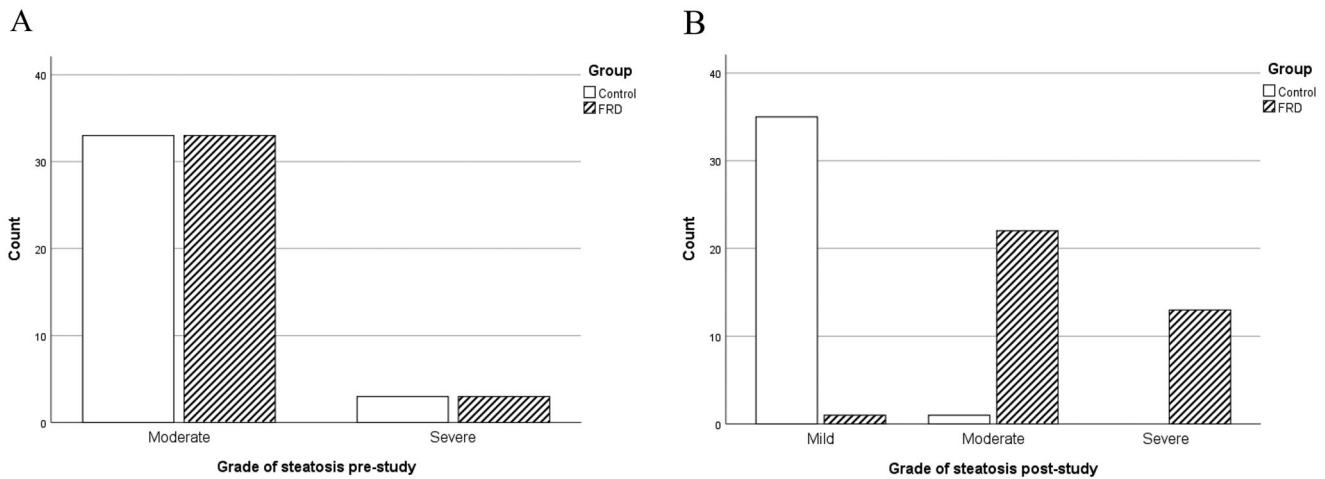 A
Group
Control
FRD
40
30
20
10
0
Count
Moderate
Severe
Grade of steatosis pre-study
B
Group
Control
FRD
40
30
20
10
0
Count
Mild
Moderate
Severe
Grade of steatosis post-study